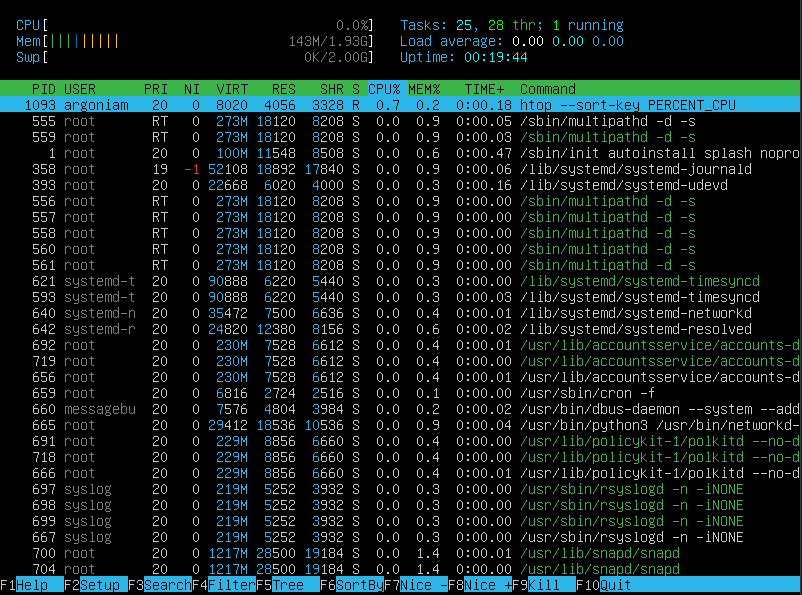 CPU[ 0.0%] Tasks: 25, 28 thr; 1 running
Mem[||||||||| 143M/1.93G] Load average: 0.00 0.00 0.00
Swp[ 0K/2.00G] Uptime: 00:19:44
PID USER PRI NI VIRT RES SHR S CPU% MEM% TIME+ Command
1093 argoniam 20 0 8020 4056 3328 R 0.7 0.2 0:00.18 htop --sort-key PERCENT_CPU
555 root RT 0 273M 18120 8208 S 0.0 0.9 0:00.05 /sbin/multipathd -d -s
559 root RT 0 273M 18120 8208 S 0.0 0.9 0:00.03 /sbin/multipathd -d -s
1 root 20 0 100M 11548 8508 S 0.0 0.6 0:00.47 /sbin/init autoinstall splash nopro
358 root 19 -1 52108 18892 17840 S 0.0 0.9 0:00.06 /lib/systemd/systemd-journald
393 root 20 0 22668 6020 4000 S 0.0 0.3 0:00.16 /lib/systemd/systemd-udevd
556 root RT 0 273M 18120 8208 S 0.0 0.9 0:00.00 /sbin/multipathd -d -s
557 root RT 0 273M 18120 8208 S 0.0 0.9 0:00.00 /sbin/multipathd -d -s
558 root RT 0 273M 18120 8208 S 0.0 0.9 0:00.00 /sbin/multipathd -d -s
560 root RT 0 273M 18120 8208 S 0.0 0.9 0:00.00 /sbin/multipathd -d -s
561 root RT 0 273M 18120 8208 S 0.0 0.9 0:00.00 /sbin/multipathd -d -s
621 systemd-t 20 0 90888 6220 5440 S 0.0 0.3 0:00.00 /lib/systemd/systemd-timesyncd
593 systemd-t 20 0 90888 6220 5440 S 0.0 0.3 0:00.03 /lib/systemd/systemd-timesyncd
640 systemd-n 20 0 35472 7500 6636 S 0.0 0.4 0:00.01 /lib/systemd/systemd-networkd
642 systemd-r 20 0 24820 12380 8156 S 0.0 0.6 0:00.02 /lib/systemd/systemd-resolved
692 root 20 0 230M 7528 6612 S 0.0 0.4 0:00.00 /usr/lib/accountsservice/accounts-d
719 root 20 0 230M 7528 6612 S 0.0 0.4 0:00.00 /usr/lib/accountsservice/accounts-d
656 root 20 0 230M 7528 6612 S 0.0 0.4 0:00.01 /usr/lib/accountsservice/accounts-d
659 root 20 0 6816 2724 2516 S 0.0 0.1 0:00.00 /usr/sbin/cron -f
660 messagebu 20 0 7576 4804 3984 S 0.0 0.2 0:00.02 /usr/bin/dbus-daemon --system --add
665 root 20 0 29412 18536 10536 S 0.0 0.9 0:00.04 /usr/bin/python3 /usr/bin/networkd-
691 root 20 0 229M 8856 6660 S 0.0 0.4 0:00.00 /usr/lib/policykit-1/polkitd --no-d
718 root 20 0 229M 8856 6660 S 0.0 0.4 0:00.00 /usr/lib/policykit-1/polkitd --no-d
666 root 20 0 229M 8856 6660 S 0.0 0.4 0:00.01 /usr/lib/policykit-1/polkitd --no-d
697 syslog 20 0 219M 5252 3932 S 0.0 0.3 0:00.00 /usr/sbin/rsyslogd -n -iNONE
698 syslog 20 0 219M 5252 3932 S 0.0 0.3 0:00.00 /usr/sbin/rsyslogd -n -iNONE
699 syslog 20 0 219M 5252 3932 S 0.0 0.3 0:00.00 /usr/sbin/rsyslogd -n -iNONE
667 syslog 20 0 219M 5252 3932 S 0.0 0.3 0:00.00 /usr/sbin/rsyslogd -n -iNONE
700 root 20 0 1217M 28500 19184 S 0.0 1.4 0:00.01 /usr/lib/snapd/snapd
704 root 20 0 1217M 28500 19184 S 0.0 1.4 0:00.00 /usr/lib/snapd/snapd
F1Help F2Setup F3SearchF4FilterF5Tree F6SortByF7Nice -F8Nice +F9Kill F10Quit